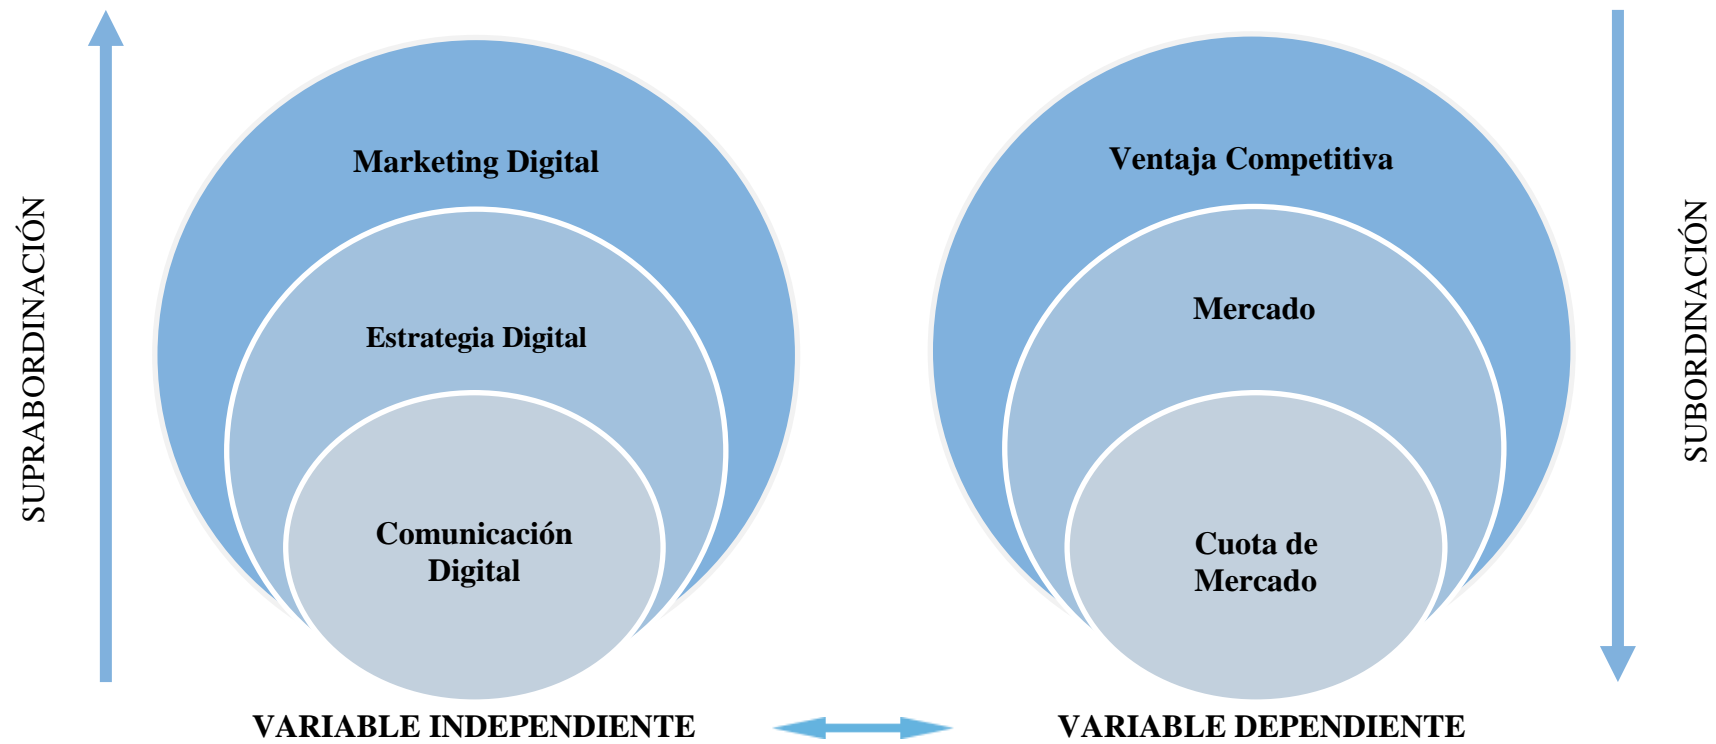 SUPRABORDINACIÓN
Marketing Digital
Estrategia Digital
Comunicación
Digital
VARIABLE INDEPENDIENTE
Ventaja Competitiva
Mercado
Cuota de
Mercado
VARIABLE DEPENDIENTE
SUBORDINACIÓN